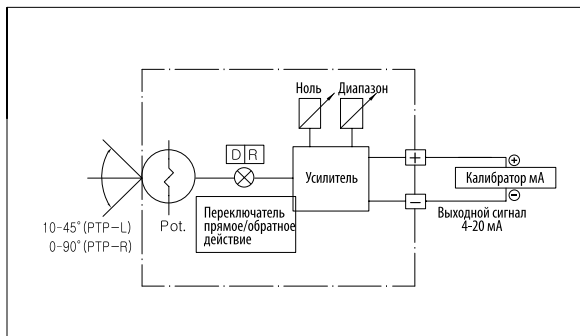 Ноль Диапазон
D R
+
⊕
Усилитель
Калибратор мА
−
⊖
Переключатель
прямое/обратное
действие
Выходной сигнал
4-20 мА
Pot.
10-45° (PTP-L)
0-90° (PTP-R)